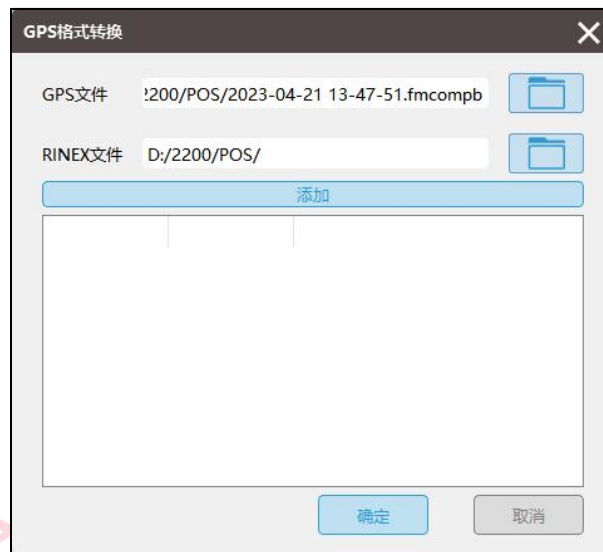 GPS格式转换
GPS文件 2200/POS/2023-04-21 13-47-51.fmcompb
RINEX文件 D:/2200/POS/
添加
确定 取消